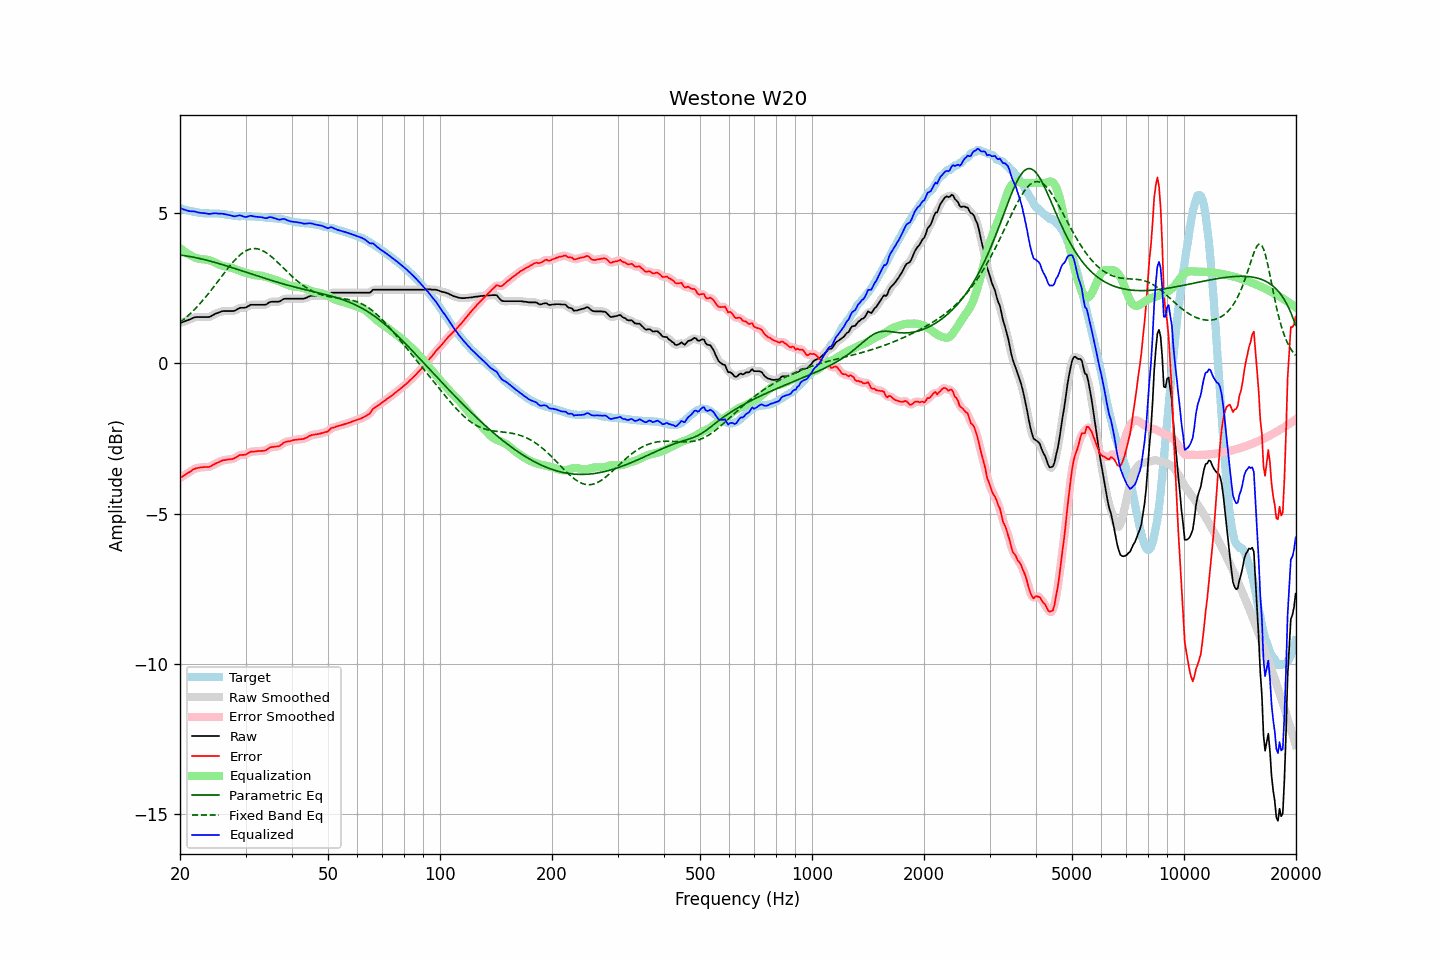 Westone W20
Amplitude (dBr)
5
0
−5
−10
−15
Target
Raw Smoothed
Error Smoothed
Raw
Error
Equalization
Parametric Eq
Fixed Band Eq
Equalized
20 50 100 200 500 1000 2000 5000 10000 20000
Frequency (Hz)